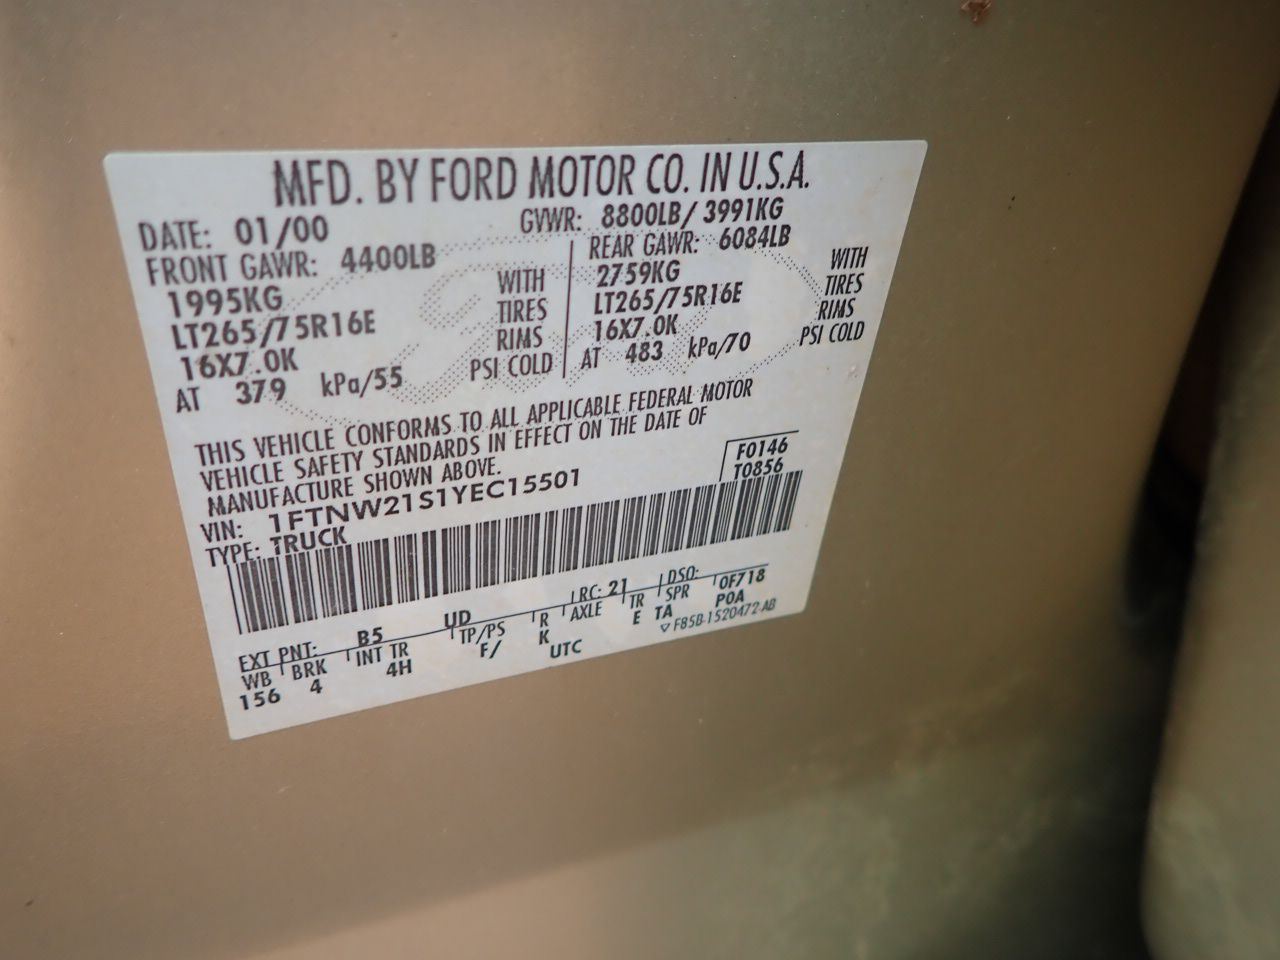 MFD. BY FORD MOTOR CO. IN U.S.A.
DATE: 01/00 GVWR: 8800LB/ 3991KG
FRONT GAWR: 4400LB REAR GAWR: 6084LB
1995KG WITH 2759KG WITH
LT265/75R16E TIRES LT265/75R16E TIRES
16X7.0K RIMS 16X7.0K RIMS
AT 379 kPa/55 PSI COLD AT 483 kPa/70 PSI COLD
THIS VEHICLE CONFORMS TO ALL APPLICABLE FEDERAL MOTOR
VEHICLE SAFETY STANDARDS IN EFFECT ON THE DATE OF
MANUFACTURE SHOWN ABOVE.
F0146
VIN: 1FTNW21S1YEC15501 T0856
TYPE: TRUCK
EXT PNT: B5 UD RC: 21 DSO: 0F718
WB BRK INT TR TP/PS R AXLE TR SPR P0A
156 4 4H F/ K UTC E TA
F85B-1520472-AB